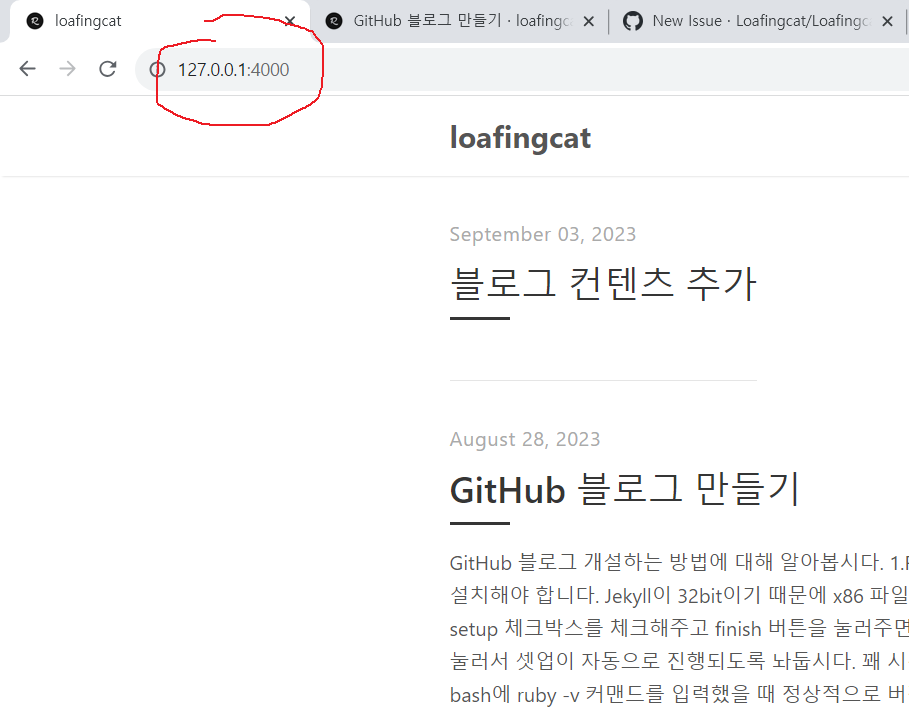 loafingcat
GitHub 블로그 만들기 · loafingc
New Issue · Loafingcat/Loafingc
127.0.0.1:4000
loafingcat
September 03, 2023
블로그 컨텐츠 추가
August 28, 2023
GitHub 블로그 만들기
GitHub 블로그 개설하는 방법에 대해 알아봅시다. 1.
설치해야 합니다. Jekyll이 32bit이기 때문에 x86 파일
setup 체크박스를 체크해주고 finish 버튼을 눌러주면
눌러서 셋업이 자동으로 진행되도록 놔둡시다. 꽤 시
bash에 ruby -v 커맨드를 입력했을 때 정상적으로 버